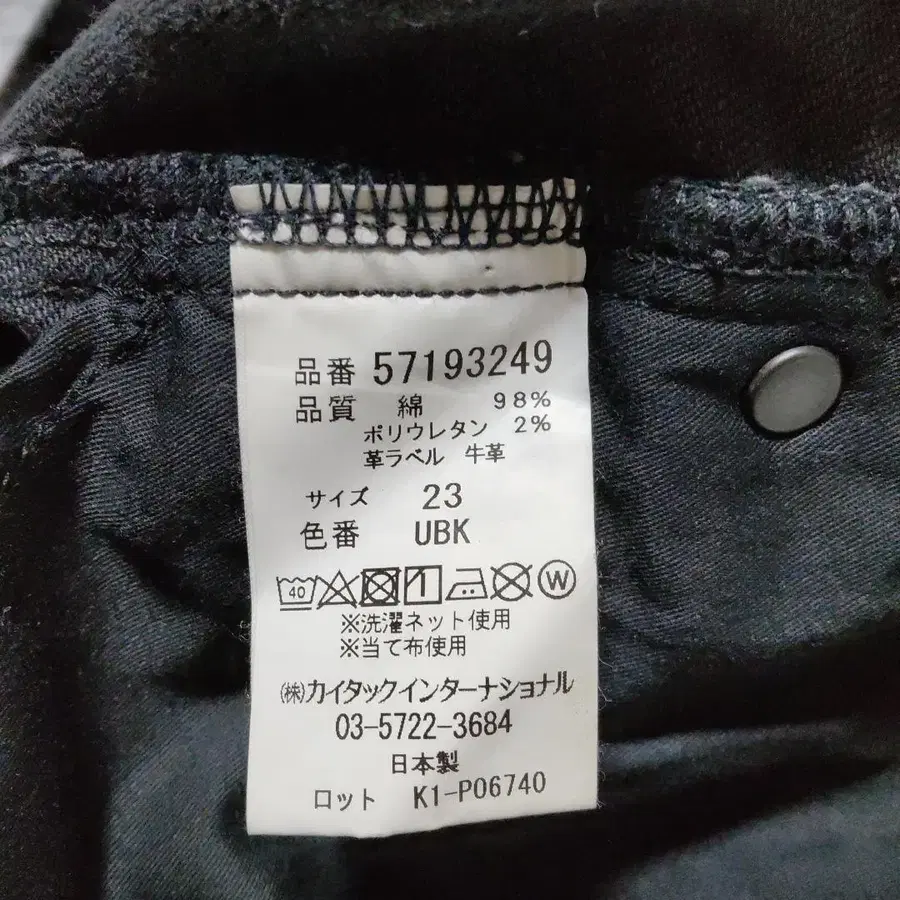 品番 57193249
品質 綿 98%
ポリウレタン 2%
革ラベル 牛革
サイズ 23
色番 UBK
40 W
※洗濯ネット使用
※当て布使用
㈱カイタックインターナショナル
03-5722-3684
日本製
ロット K1-P06740